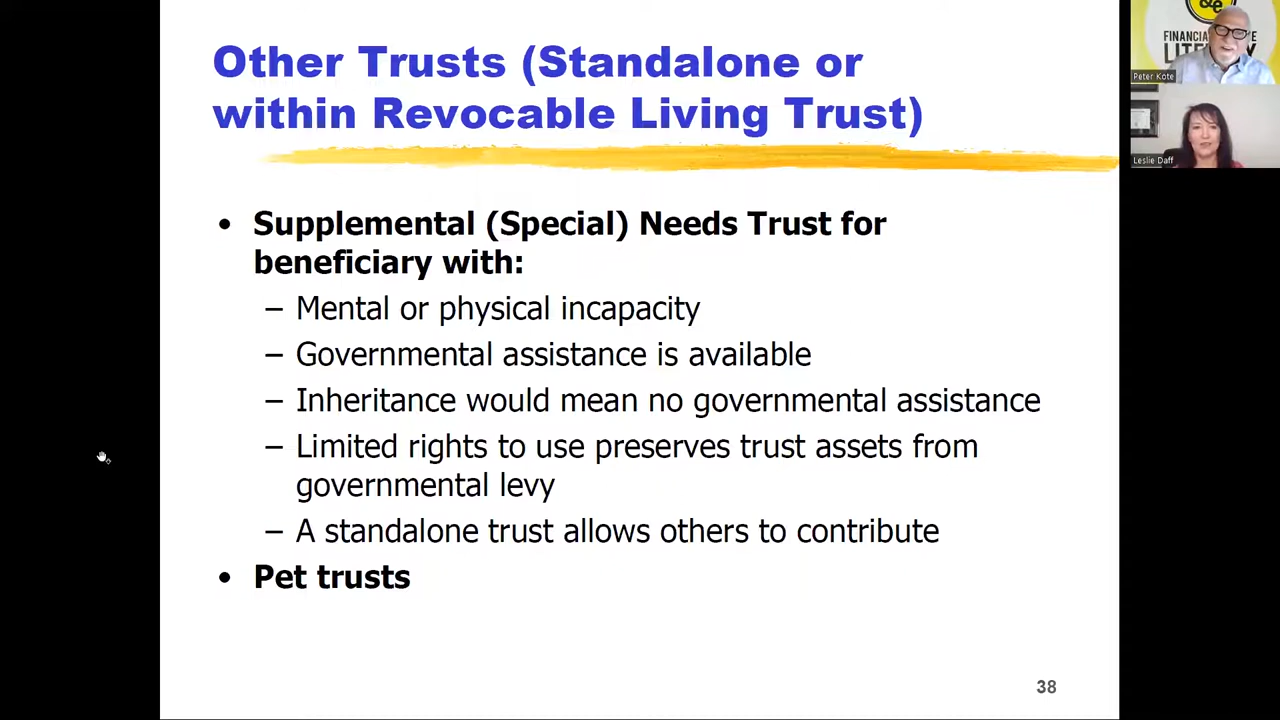 Other Trusts (Standalone or
within Revocable Living Trust)
• Supplemental (Special) Needs Trust for
beneficiary with:
– Mental or physical incapacity
– Governmental assistance is available
– Inheritance would mean no governmental assistance
– Limited rights to use preserves trust assets from
governmental levy
– A standalone trust allows others to contribute
• Pet trusts
38
&e
FINANCIAL
Peter Kote
Leslie Daff